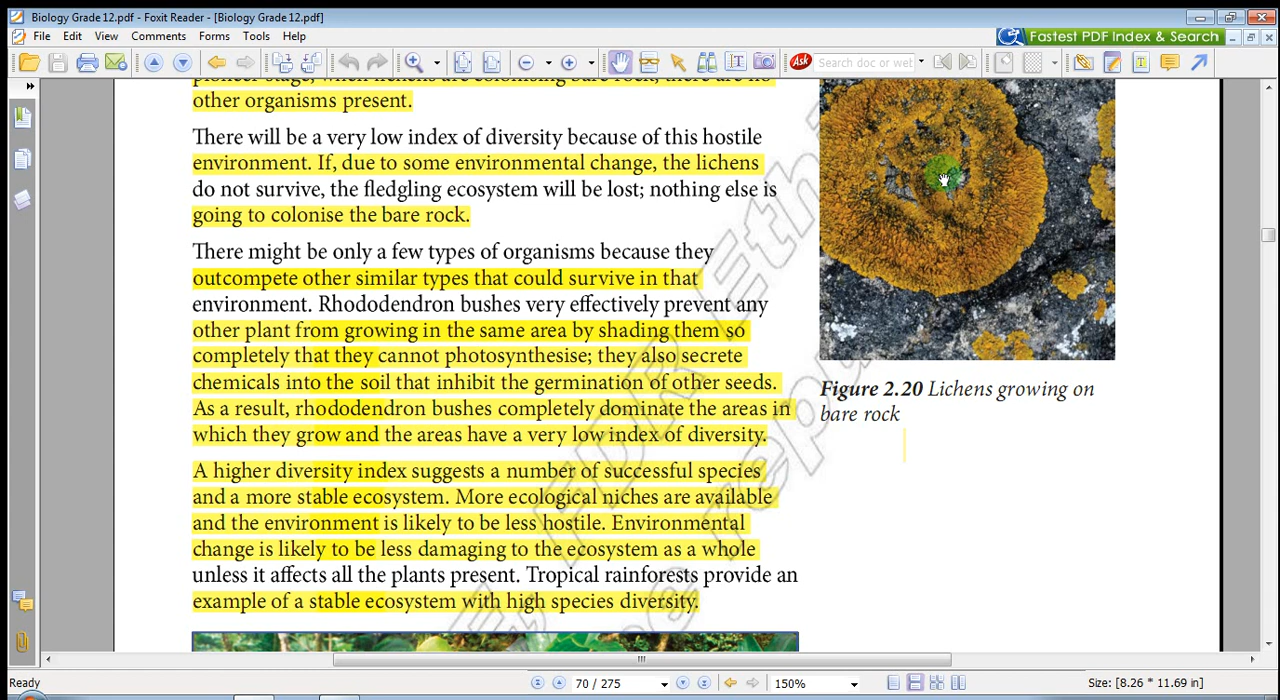 Biology Grade 12.pdf - Foxit Reader - [Biology Grade 12.pdf]
File Edit View Comments Forms Tools Help
Fastest PDF Index & Search
Ask Search doc or web
other organisms present.
There will be a very low index of diversity because of this hostile
environment. If, due to some environmental change, the lichens
do not survive, the fledgling ecosystem will be lost; nothing else is
going to colonise the bare rock.
There might be only a few types of organisms because they
outcompete other similar types that could survive in that
environment. Rhododendron bushes very effectively prevent any
other plant from growing in the same area by shading them so
completely that they cannot photosynthesise; they also secrete
chemicals into the soil that inhibit the germination of other seeds.
As a result, rhododendron bushes completely dominate the areas in
which they grow and the areas have a very low index of diversity.
A higher diversity index suggests a number of successful species
and a more stable ecosystem. More ecological niches are available
and the environment is likely to be less hostile. Environmental
change is likely to be less damaging to the ecosystem as a whole
unless it affects all the plants present. Tropical rainforests provide an
example of a stable ecosystem with high species diversity.
Figure 2.20 Lichens growing on
bare rock
Ready
70 / 275
150%
Size: [8.26 * 11.69 in]